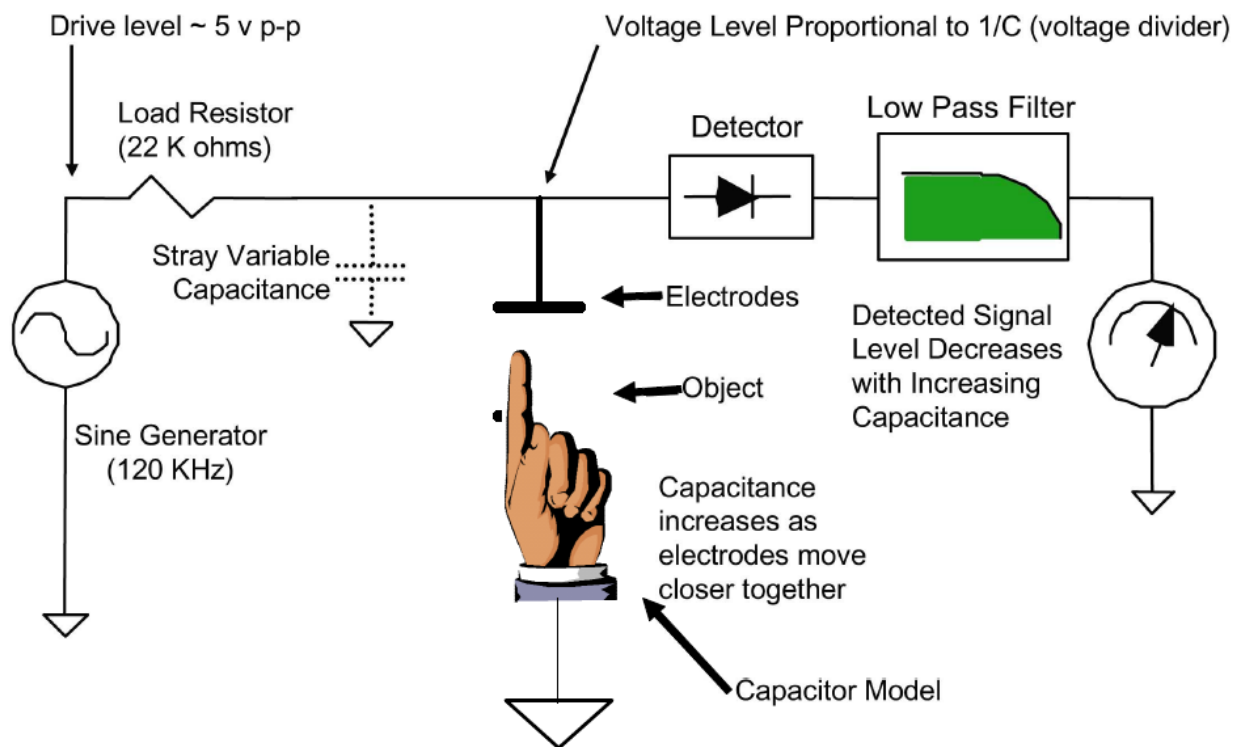 Drive level ~ 5 v p-p
Voltage Level Proportional to 1/C (voltage divider)
Load Resistor
(22 K ohms)
Detector
Low Pass Filter
Stray Variable
Capacitance
Electrodes
Object
Detected Signal
Level Decreases
with Increasing
Capacitance
Sine Generator
(120 KHz)
Capacitance
increases as
electrodes move
closer together
Capacitor Model